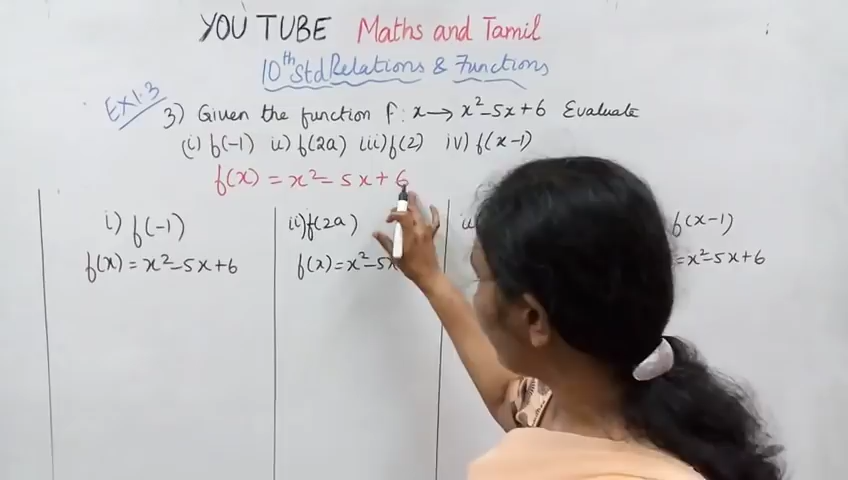 YOU TUBE Maths and Tamil
10th Std Relations & Functions
EX 1.3
3) Given the function f : x → x²-5x+6 Evaluate
(i) f(-1) ii) f(2a) iii) f(2) iv) f(x-1)
f(x) = x²-5x+6
i) f(-1)
f(x) = x²-5x+6
ii) f(2a)
f(x) = x²-5x
f(x-1)
= x²-5x+6